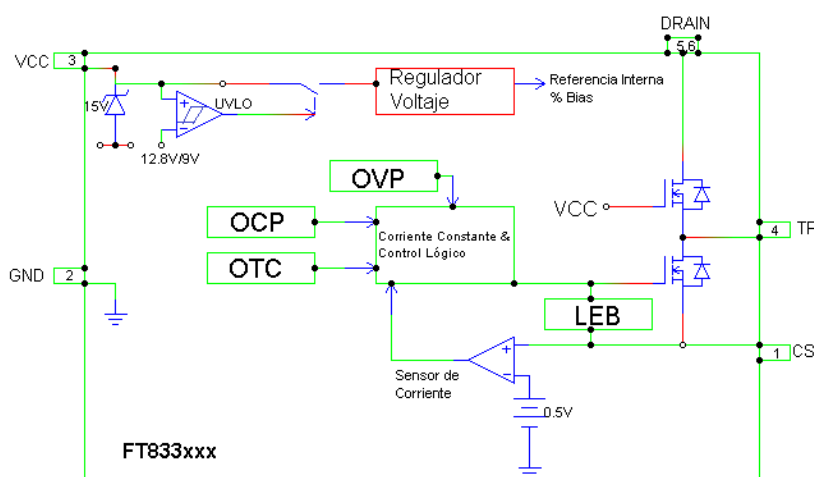 DRAIN
5,6
VCC
3
Regulador
Voltaje
Referencia Interna
% Bias
15V
UVLO
12.8V/9V
OVP
VCC
OCP
Corriente Constante &
Control Lógico
4
TP
OTC
GND
2
LEB
1
CS
Sensor de
Corriente
0.5V
FT833xxx